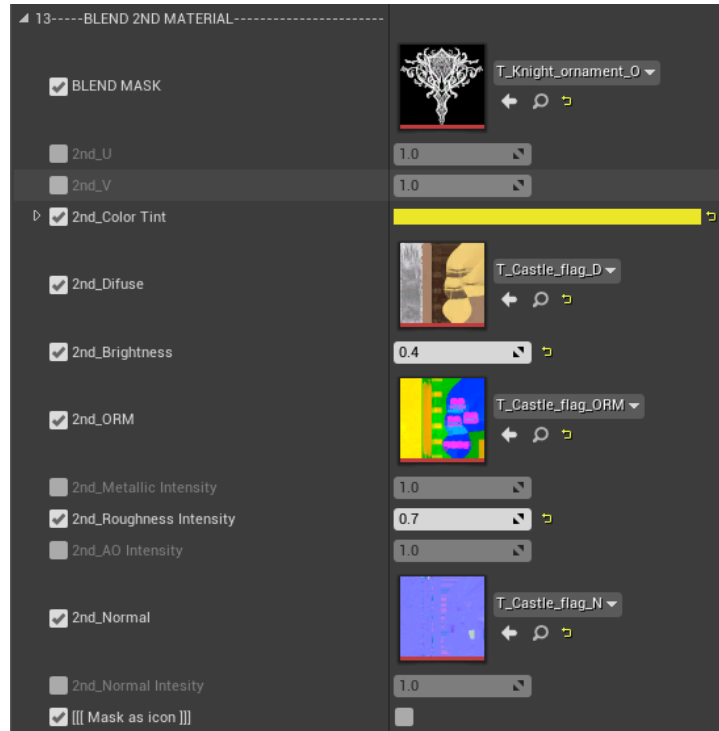 13-----BLEND 2ND MATERIAL-----------------------
BLEND MASK
T_Knight_ornament_O
2nd_U 1.0
2nd_V 1.0
2nd_Color Tint
2nd_Difuse
T_Castle_flag_D
2nd_Brightness 0.4
2nd_ORM
T_Castle_flag_ORM
2nd_Metallic Intensity 1.0
2nd_Roughness Intensity 0.7
2nd_AO Intensity 1.0
2nd_Normal
T_Castle_flag_N
2nd_Normal Intesity 1.0
[[[ Mask as icon ]]]